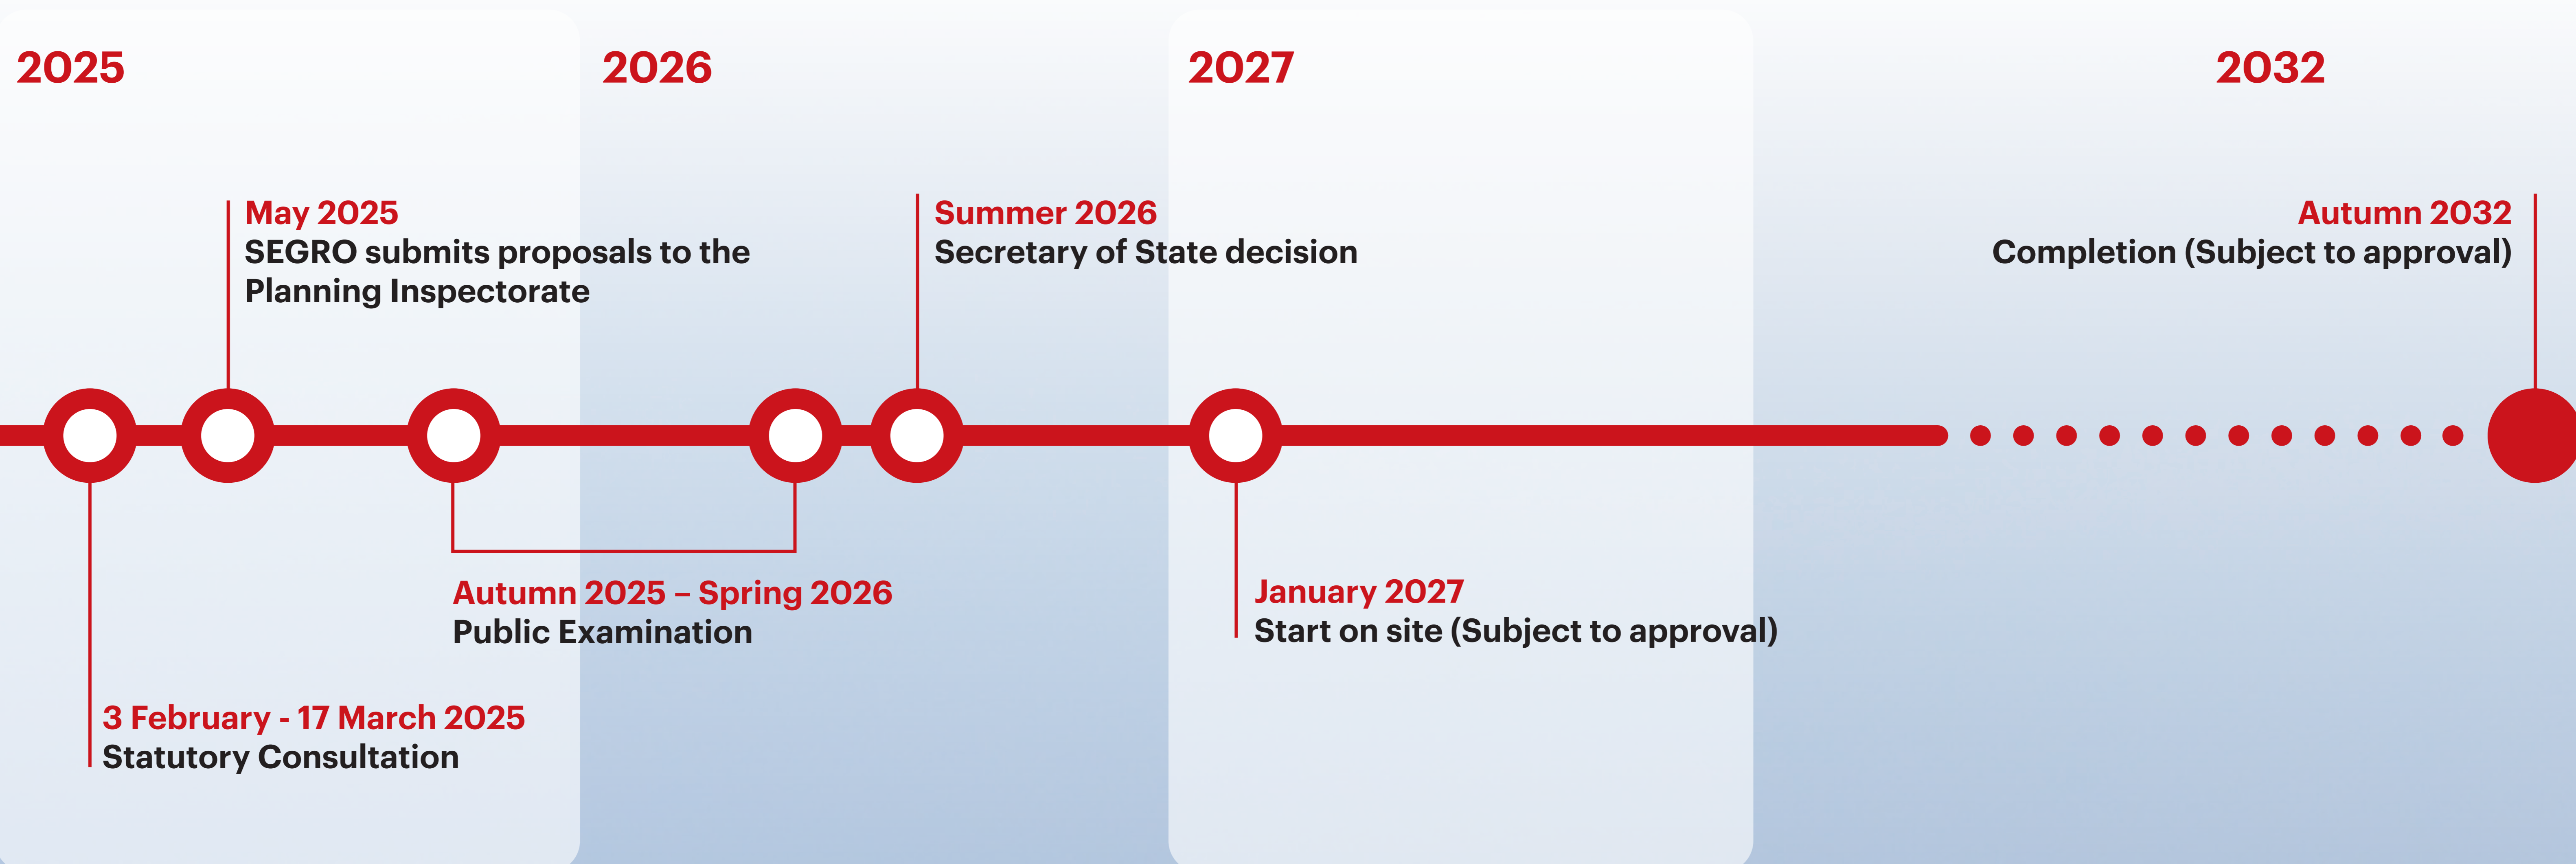 2025
2026
2027
2032
May 2025
SEGRO submits proposals to the
Planning Inspectorate
Summer 2026
Secretary of State decision
Autumn 2032
Completion (Subject to approval)
Autumn 2025 – Spring 2026
Public Examination
January 2027
Start on site (Subject to approval)
3 February - 17 March 2025
Statutory Consultation